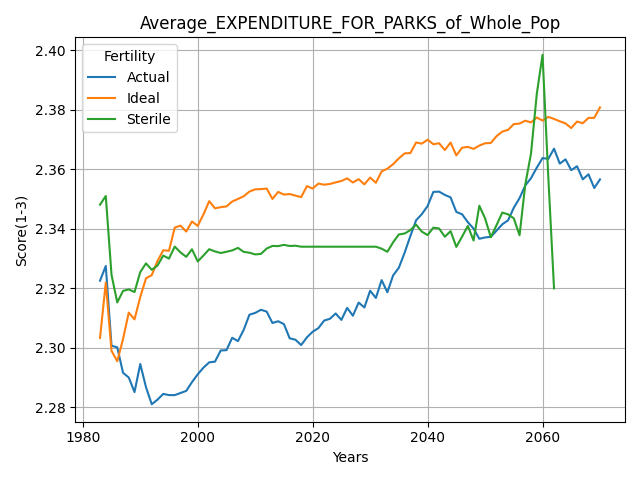 Average_EXPENDITURE_FOR_PARKS_of_Whole_Pop
Score(1-3)
2.40
2.38
2.36
2.34
2.32
2.30
2.28
Fertility
Actual
Ideal
Sterile
1980 2000 2020 2040 2060
Years